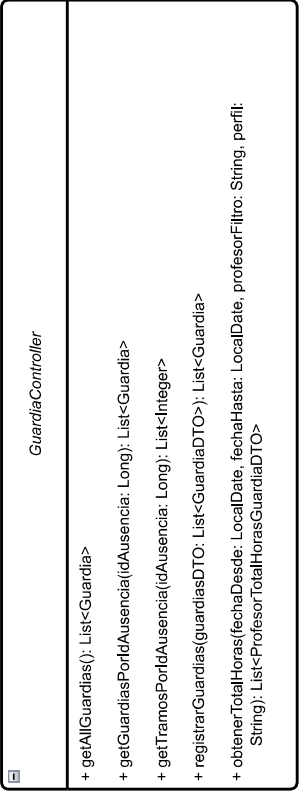 GuardiaController
+ getAllGuardias(): List<Guardia>
+ getGuardiasPorIdAusencia(idAusencia: Long): List<Guardia>
+ getTramosPorIdAusencia(idAusencia: Long): List<Integer>
+ registrarGuardias(guardiasDTO: List<GuardiaDTO>): List<Guardia>
+ obtenerTotalHoras(fechaDesde: LocalDate, fechaHasta: LocalDate, profesorFiltro: String, perfil:
String): List<ProfesorTotalHorasGuardiaDTO>